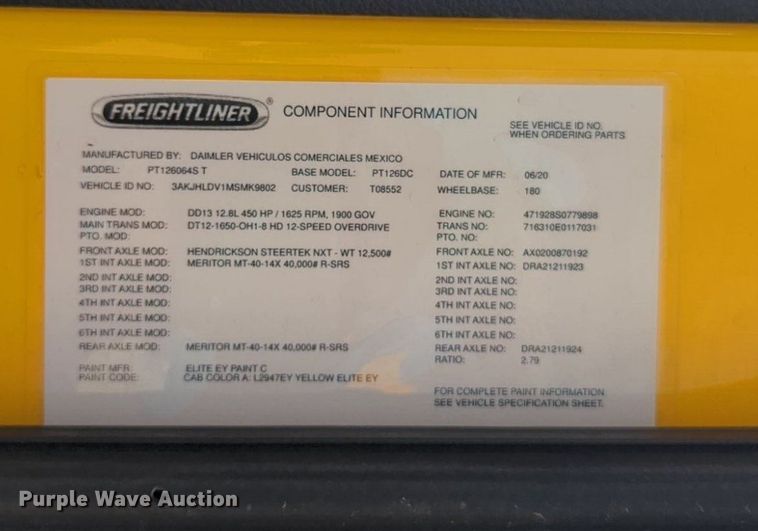 FREIGHTLINER® COMPONENT INFORMATION
SEE VEHICLE ID NO.
WHEN ORDERING PARTS
MANUFACTURED BY: DAIMLER VEHICULOS COMERCIALES MEXICO
MODEL: PT126064S T BASE MODEL: PT126DC DATE OF MFR: 06/20
VEHICLE ID NO: 3AKJHLDV1MSMK9802 CUSTOMER: T08552 WHEELBASE: 180
ENGINE MOD: DD13 12.8L 450 HP / 1625 RPM, 1900 GOV ENGINE NO: 471928S0779898
MAIN TRANS MOD: DT12-1650-OH1-8 HD 12-SPEED OVERDRIVE TRANS NO: 716310E0117031
PTO. MOD: PTO. NO:
FRONT AXLE MOD: HENDRICKSON STEERTEK NXT - WT 12,500# FRONT AXLE NO: AX0200870192
1ST INT AXLE MOD: MERITOR MT-40-14X 40,000# R-SRS 1ST INT AXLE NO: DRA21211923
2ND INT AXLE MOD: 2ND INT AXLE NO:
3RD INT AXLE MOD: 3RD INT AXLE NO:
4TH INT AXLE MOD: 4TH INT AXLE NO:
5TH INT AXLE MOD: 5TH INT AXLE NO:
6TH INT AXLE MOD: 6TH INT AXLE NO:
REAR AXLE MOD: MERITOR MT-40-14X 40,000# R-SRS REAR AXLE NO: DRA21211924
RATIO: 2.79
PAINT MFR: ELITE EY PAINT C
PAINT CODE: CAB COLOR A: L2947EY YELLOW ELITE EY
FOR COMPLETE PAINT INFORMATION
SEE VEHICLE SPECIFICATION SHEET.
Purple Wave Auction